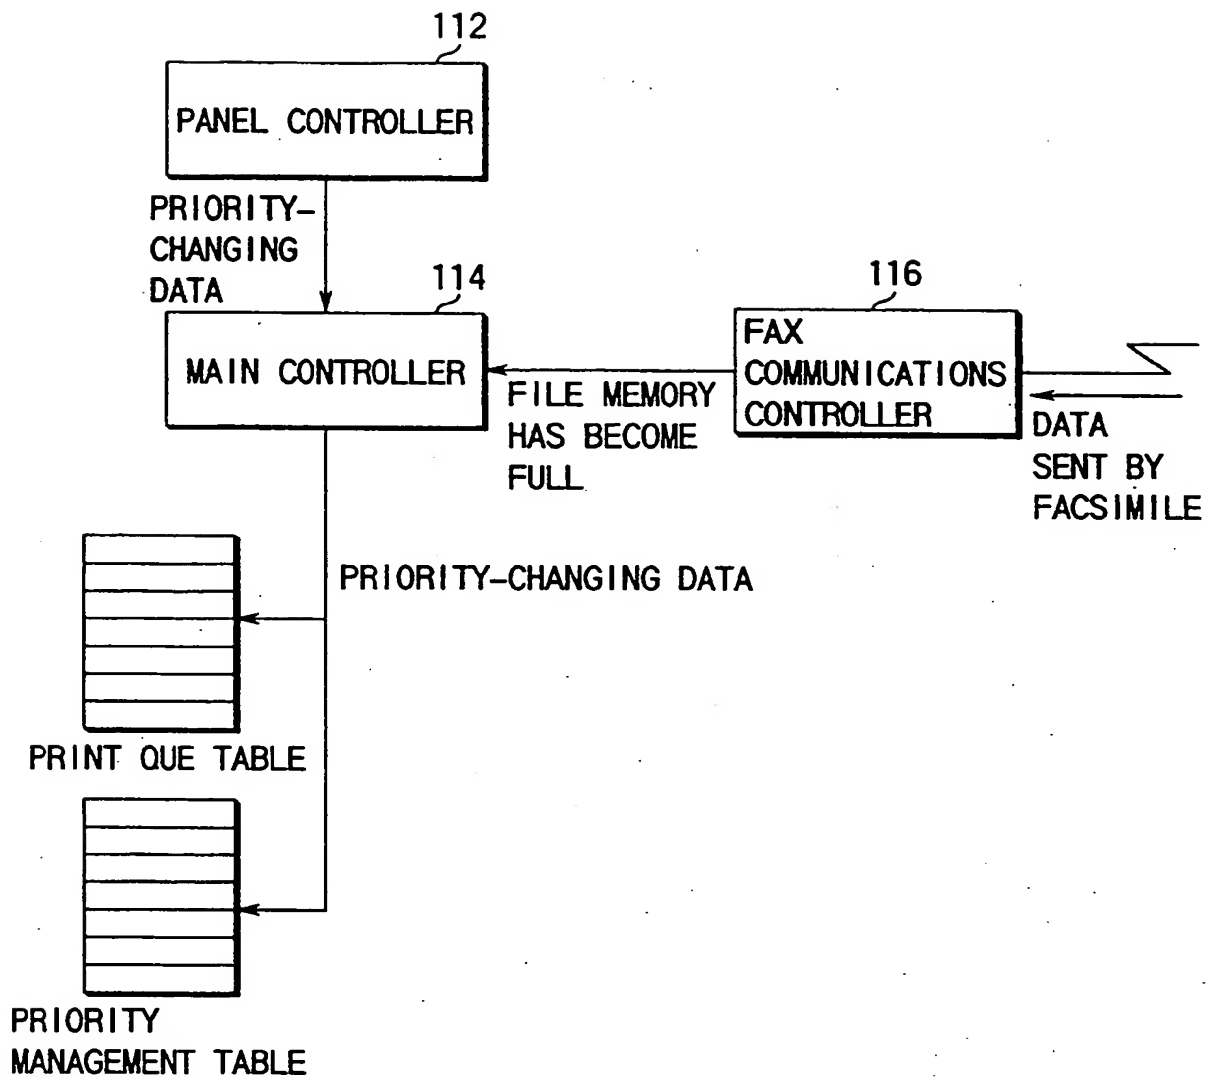 112
PANEL CONTROLLER
PRIORITY-
CHANGING
DATA
114
MAIN CONTROLLER
116
FAX
COMMUNICATIONS
CONTROLLER
FILE MEMORY
HAS BECOME
FULL
DATA
SENT BY
FACSIMILE
PRIORITY-CHANGING DATA
PRINT QUE TABLE
PRIORITY
MANAGEMENT TABLE